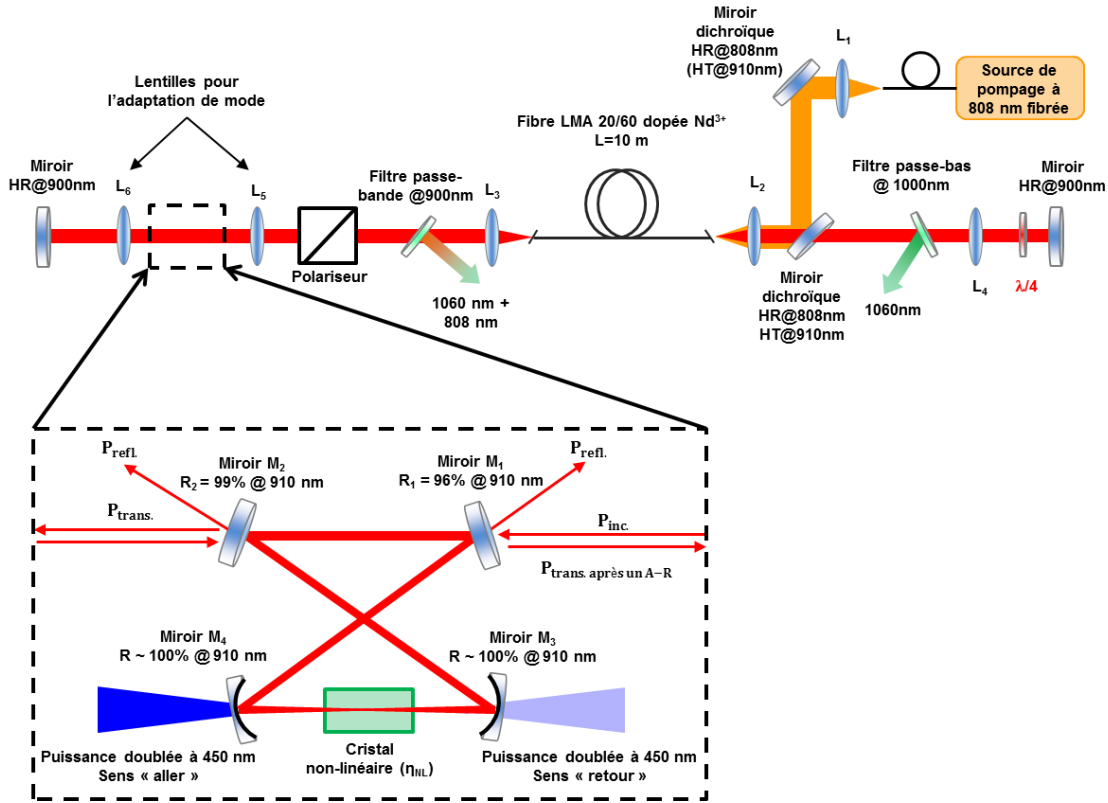 Miroir
dichroïque
HR@808nm
(HT@910nm)
L1
Source de
pompage à
808 nm fibrée
Lentilles pour
l'adaptation de mode
Fibre LMA 20/60 dopée Nd3+
L=10 m
Miroir
HR@900nm
L6
L5
Filtre passe-
bande @900nm
L3
L2
Filtre passe-bas
@ 1000nm
Miroir
HR@900nm
Polariseur
1060 nm +
808 nm
Miroir
dichroïque
HR@808nm
HT@910nm
1060nm
L4
λ/4
Prefl.
Miroir M2
R2 = 99% @ 910 nm
Miroir M1
R1 = 96% @ 910 nm
Prefl.
Ptrans.
Pinc.
Ptrans. après un A−R
Miroir M4
R ~ 100% @ 910 nm
Miroir M3
R ~ 100% @ 910 nm
Puissance doublée à 450 nm
Sens « aller »
Cristal
non-linéaire (ηNL)
Puissance doublée à 450 nm
Sens « retour »